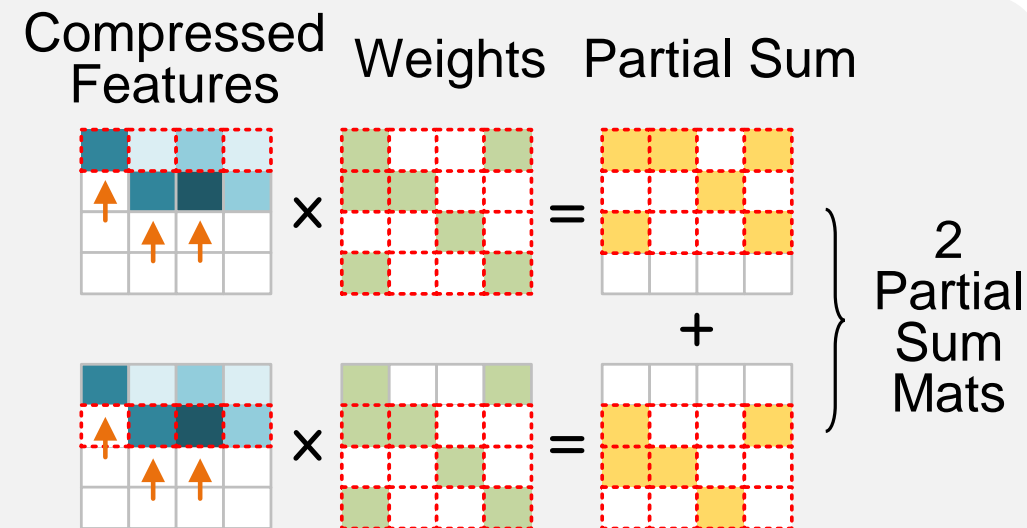 Compressed
Features
Weights
Partial Sum
×
=
+
2
Partial
Sum
Mats
×
=